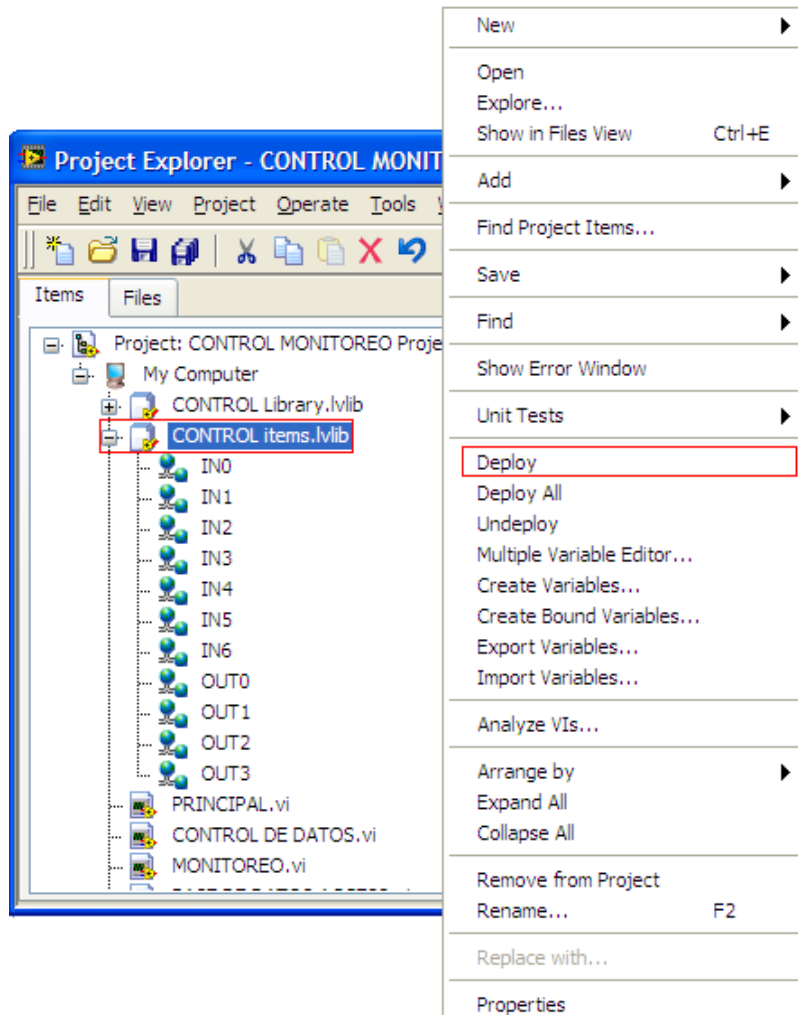 Project Explorer - CONTROL MONIT
File Edit View Project Operate Tools
Items Files
Project: CONTROL MONITOREO Proje
My Computer
CONTROL Library.lvlib
CONTROL items.lvlib
IN0
IN1
IN2
IN3
IN4
IN5
IN6
OUT0
OUT1
OUT2
OUT3
PRINCIPAL.vi
CONTROL DE DATOS.vi
MONITOREO.vi
New
Open
Explore...
Show in Files View Ctrl+E
Add
Find Project Items...
Save
Find
Show Error Window
Unit Tests
Deploy
Deploy All
Undeploy
Multiple Variable Editor...
Create Variables...
Create Bound Variables...
Export Variables...
Import Variables...
Analyze VIs...
Arrange by
Expand All
Collapse All
Remove from Project
Rename... F2
Replace with...
Properties